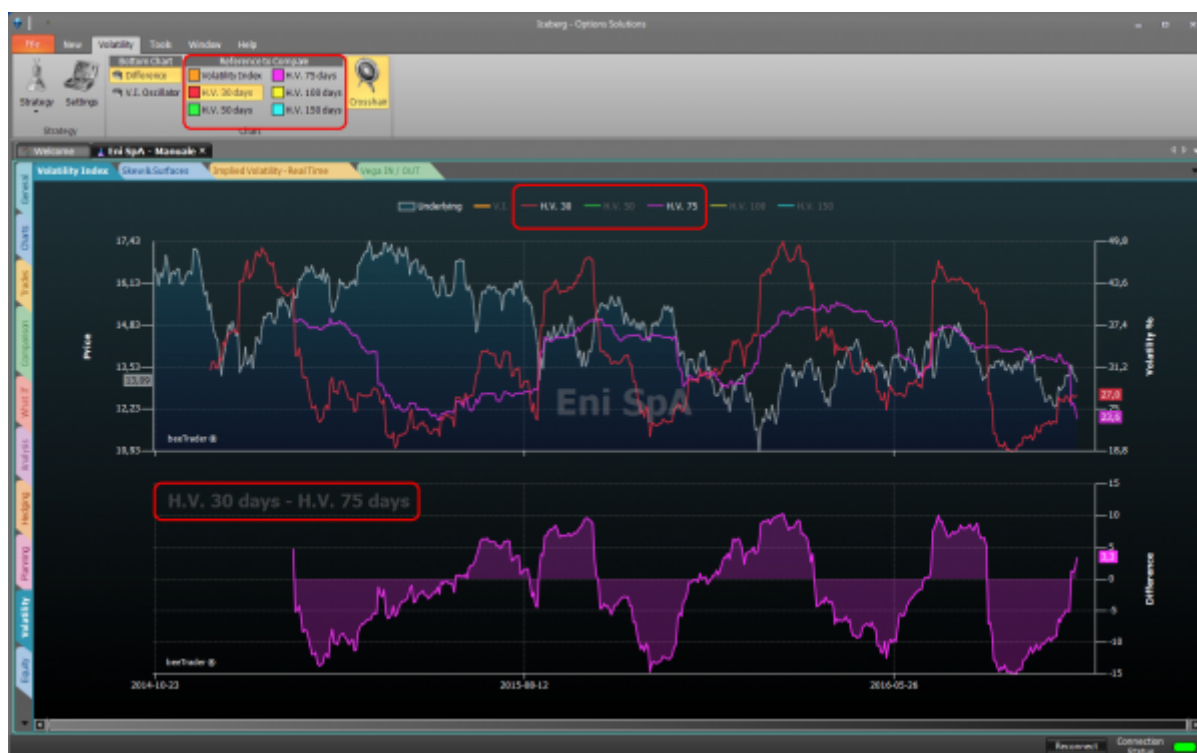 Iceberg - Options Solutions
File New Volatility Tools Window Help
Bottom Chart Reference to Compare
Difference Volatility Index H.V. 75 days
V.I. Oscillator H.V. 30 days H.V. 100 days
H.V. 50 days H.V. 150 days
Strategy Settings Crosshair
Strategy Chart
Welcome Eni SpA - Manuale ×
Volatility Index Skew & Surfaces Implied Volatility - Real Time Vega IN / OUT
General
Charts
Trades
Comparison
What If
Analysis
Hedging
Planning
Volatility
Equity
Underlying V.I. H.V. 30 H.V. 50 H.V. 75 H.V. 100 H.V. 150
17,43 49,8
16,13 43,6
14,83 37,4
13,53 31,2
13,09
27,0
12,23 25
23,6
10,93 18,8
Price
Volatility %
Eni SpA
beeTrader ®
H.V. 30 days - H.V. 75 days
15
10
5
3,3
0
-5
-10
-15
Difference
beeTrader ®
2014-10-23 2015-08-12 2016-05-26
Reconnect Connection Status